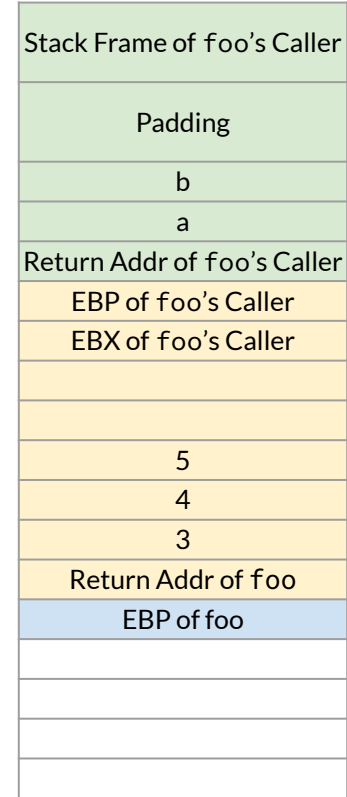 Stack Frame of foo’s Caller
Padding
b
a
Return Addr of foo’s Caller
EBP of foo’s Caller
EBX of foo’s Caller
5
4
3
Return Addr of foo
EBP of foo